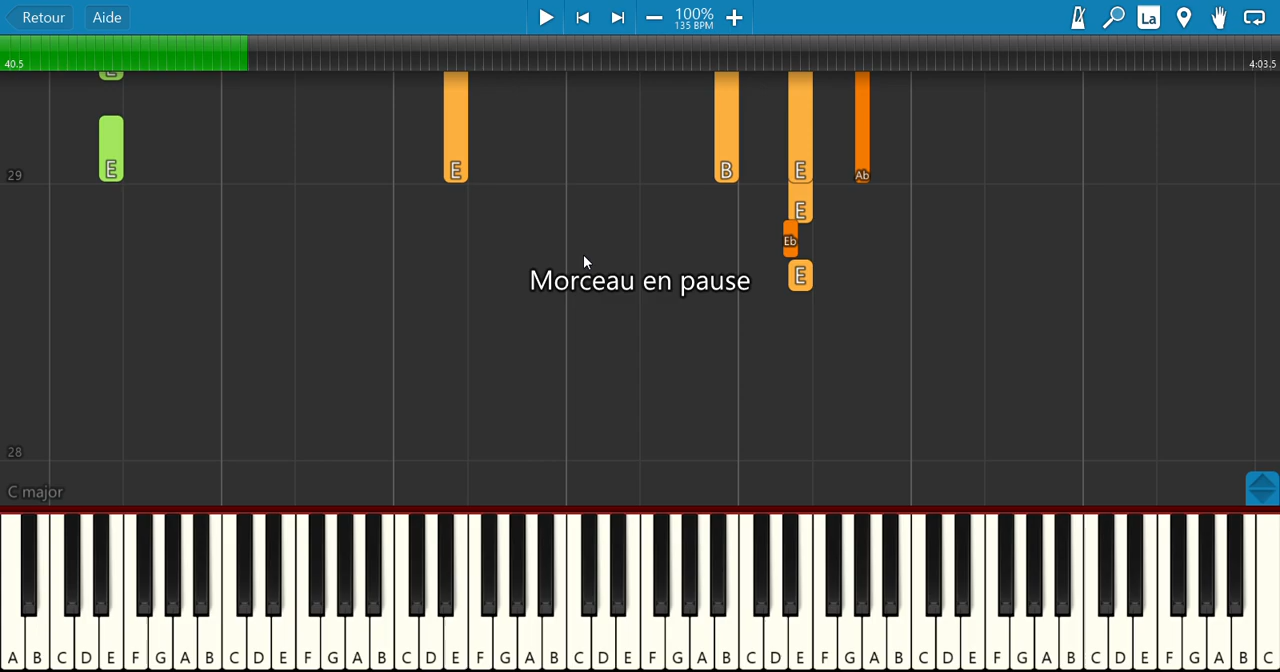 Retour Aide 100% La
135 BPM
40.5 4:03.5
E
E E B E Ab
29
E
Eb
E
Morceau en pause
28
C major
A B C D E F G A B C D E F G A B C D E F G A B C D E F G A B C D E F G A B C D E F G A B C D E F G A B C